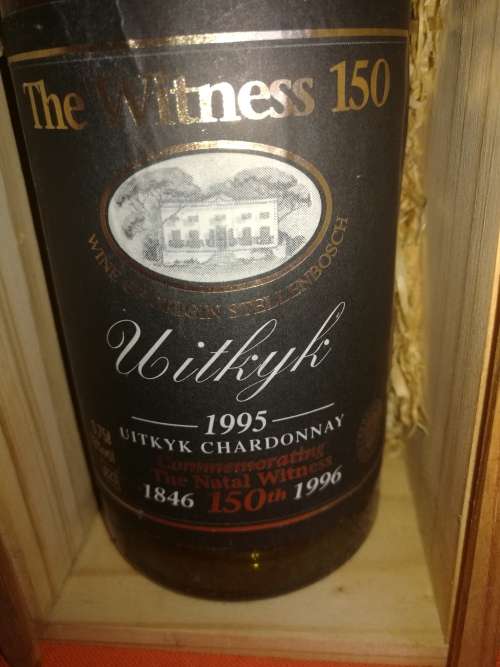 The Witness 150
WINE OF ORIGIN STELLENBOSCH
Uitkyk
1995
UITKYK CHARDONNAY
Commemorating
The Natal Witness
1846 150th 1996